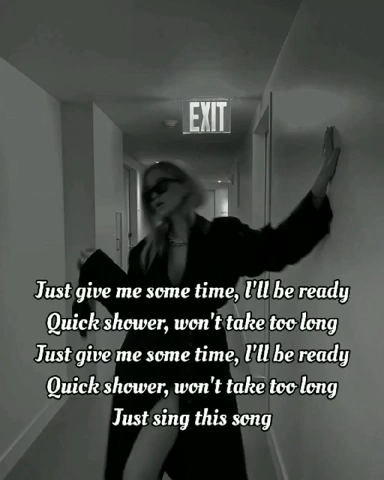 EXIT
Just give me some time, I'll be ready
Quick shower, won't take too long
Just give me some time, I'll be ready
Quick shower, won't take too long
Just sing this song